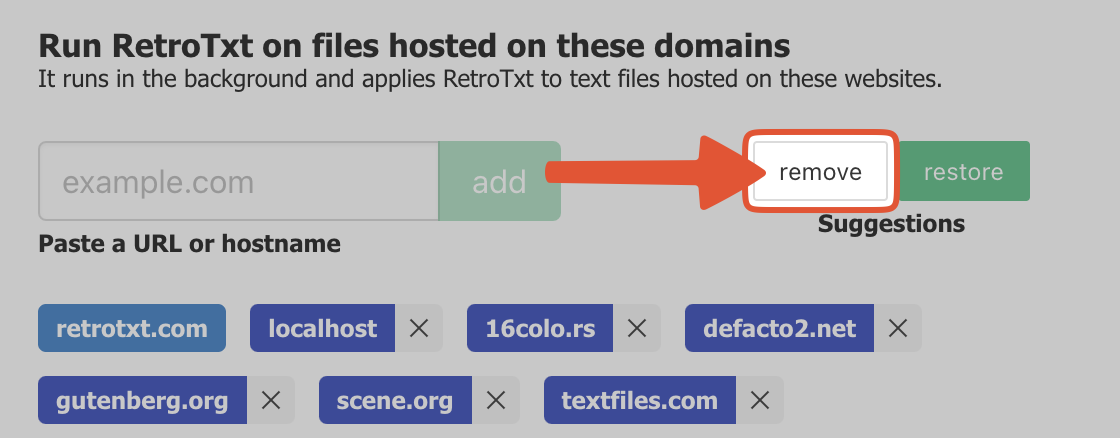 Run RetroTxt on files hosted on these domains
It runs in the background and applies RetroTxt to text files hosted on these websites.
example.com add remove restore
Paste a URL or hostname Suggestions
retrotxt.com localhost 16colo.rs defacto2.net
gutenberg.org scene.org textfiles.com